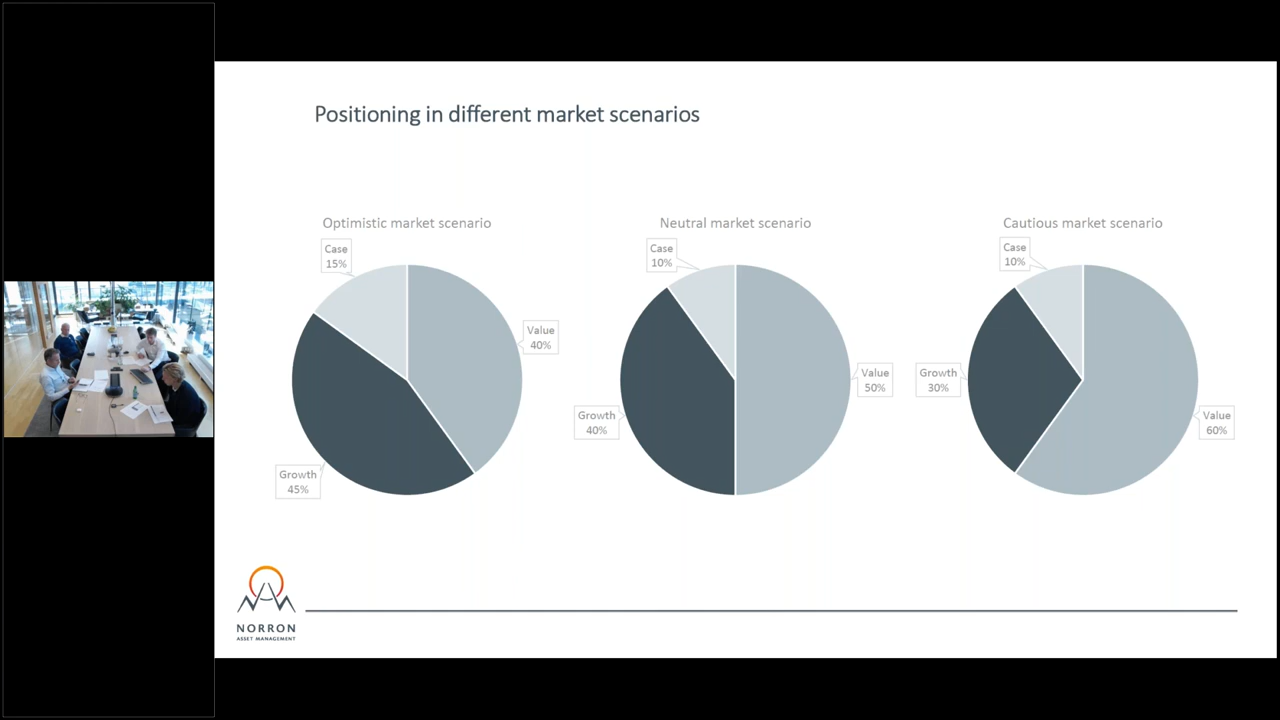 Positioning in different market scenarios
Optimistic market scenario
Case
15%
Value
40%
Growth
45%
Neutral market scenario
Case
10%
Value
50%
Growth
40%
Cautious market scenario
Case
10%
Growth
30%
Value
60%
NORRON
ASSET MANAGEMENT